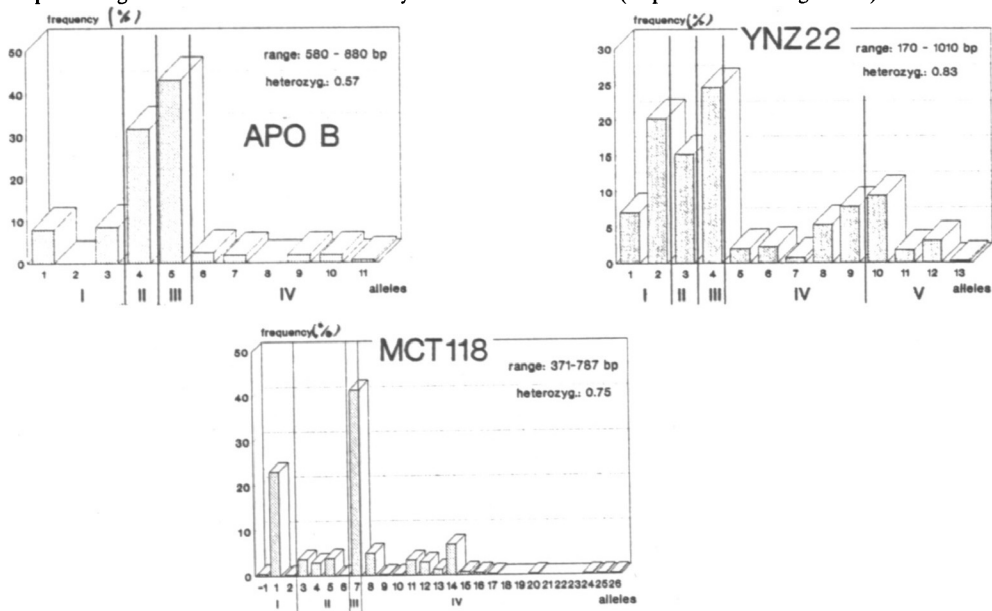 frequency (%)
50
40
30
20
10
0
range: 580 - 880 bp
heterozyg.: 0.57
APO B
1 2 3 4 5 6 7 8 9 10 11
alleles
I II III IV
frequency(%)
YNZ22
30
25
20
15
10
5
0
range: 170 - 1010 bp
heterozyg.: 0.83
1 2 3 4 5 6 7 8 9 10 11 12 13
I II III IV V alleles
frequency(%)
MCT118
50
40
30
20
10
0
range: 371-787 bp
heterozyg.: 0.75
-1 1 2 3 4 5 6 7 8 9 10 11 12 13 14 15 16 17 18 19 20 21 22 23 24 25 26
I II III IV alleles